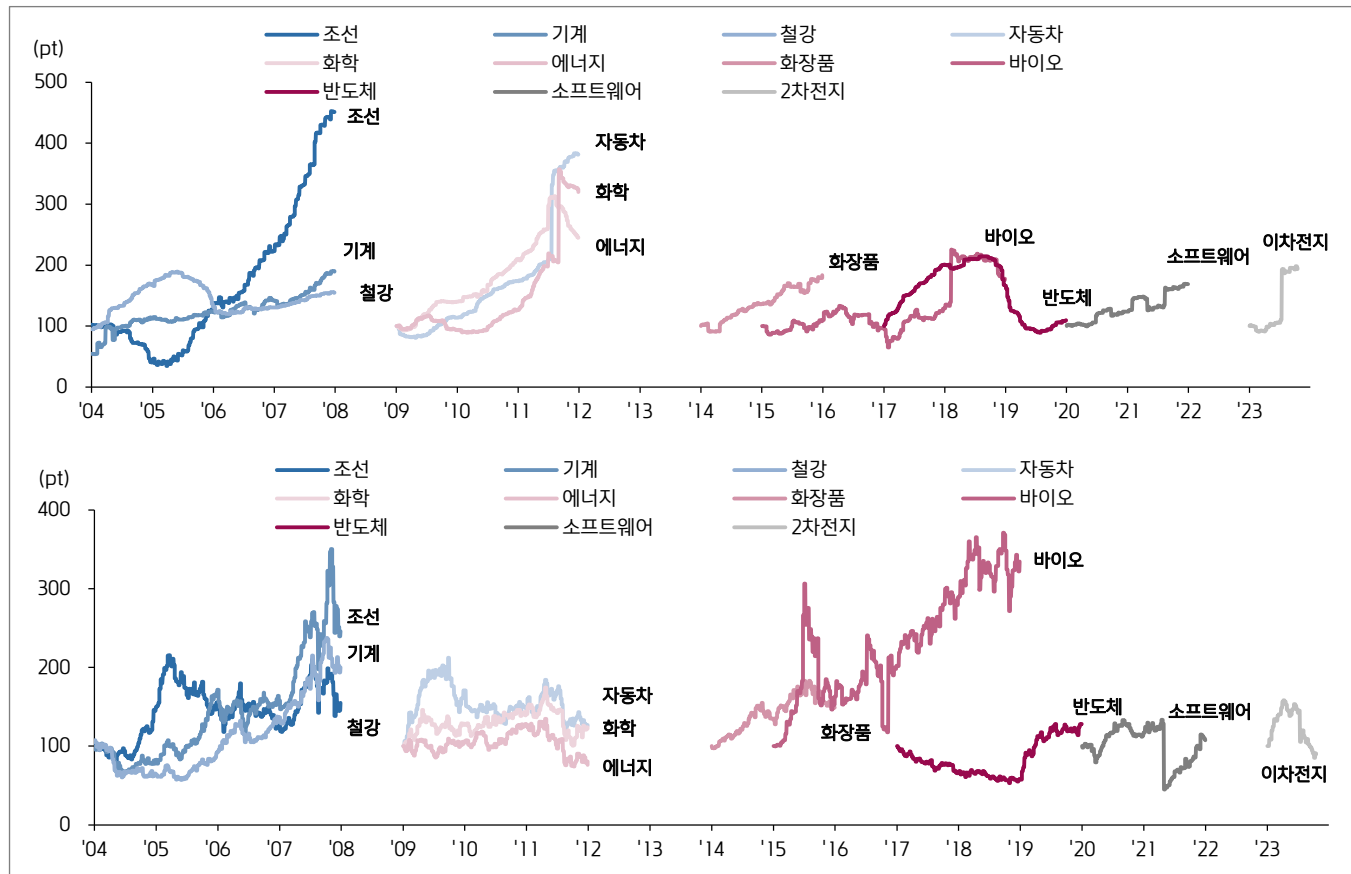 조선 기계 철강 자동차
(pt)
화학 에너지 화장품 바이오
500
반도체 소프트웨어 2차전지
조선
400
자동차
화학
300
에너지
기계
철강
화장품
바이오
반도체
소프트웨어
이차전지
200
100
0
'04 '05 '06 '07 '08 '09 '10 '11 '12 '13 '14 '15 '16 '17 '18 '19 '20 '21 '22 '23
조선 기계 철강 자동차
(pt)
화학 에너지 화장품 바이오
400
반도체 소프트웨어 2차전지
바이오
300
조선
기계
200
철강
자동차
화학
에너지
화장품
반도체
소프트웨어
이차전지
100
0
'04 '05 '06 '07 '08 '09 '10 '11 '12 '13 '14 '15 '16 '17 '18 '19 '20 '21 '22 '23